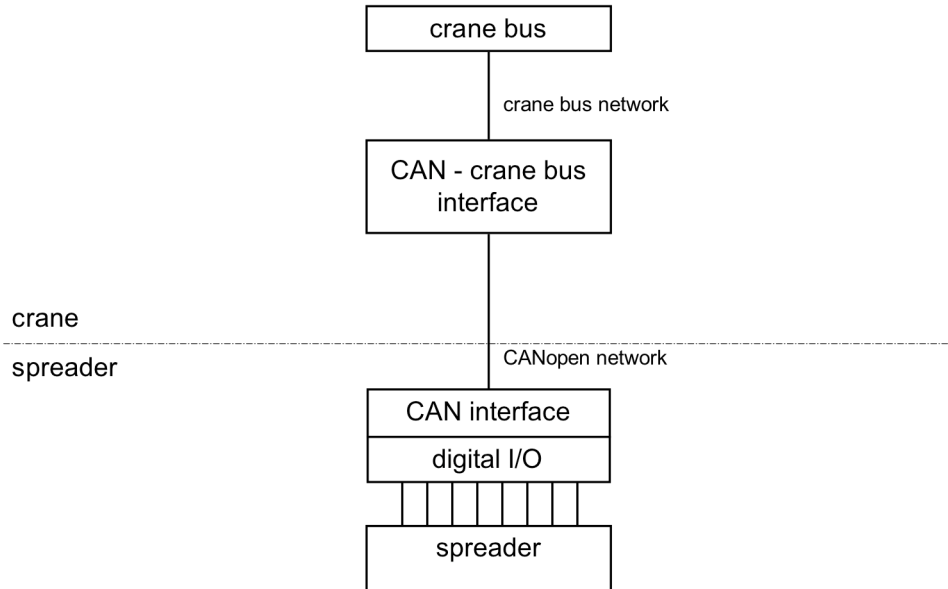 crane bus
crane bus network
CAN - crane bus
interface
crane
CANopen network
spreader
CAN interface
digital I/O
spreader